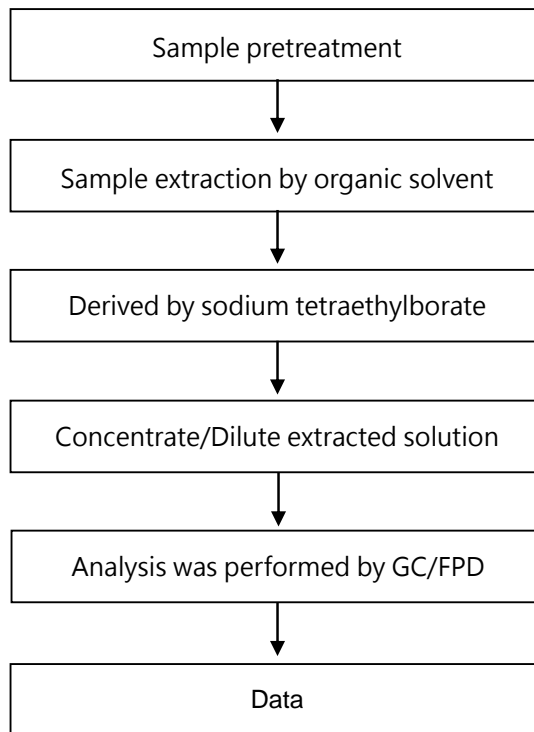 Sample pretreatment
Sample extraction by organic solvent
Derived by sodium tetraethylborate
Concentrate/Dilute extracted solution
Analysis was performed by GC/FPD
Data